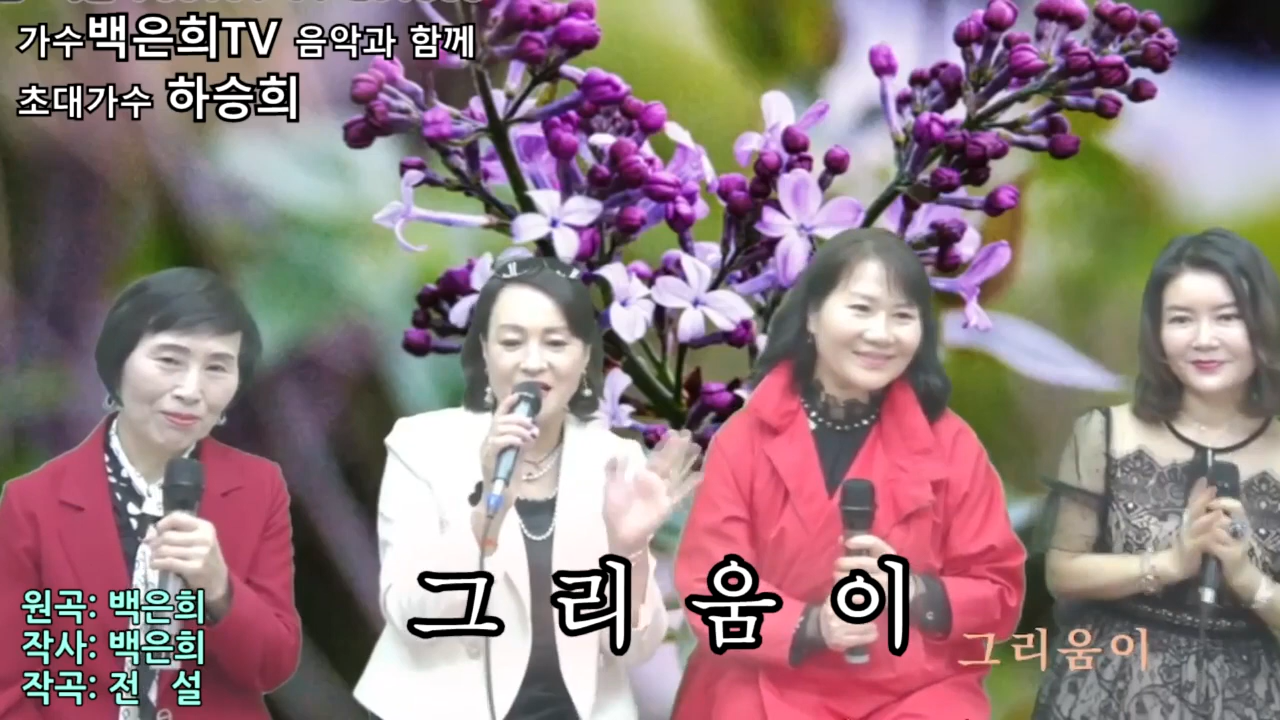 가수백은희TV 음악과 함께
초대가수 하승희
그 리 움 이
그리움이
원곡: 백은희
작사: 백은희
작곡: 전 설